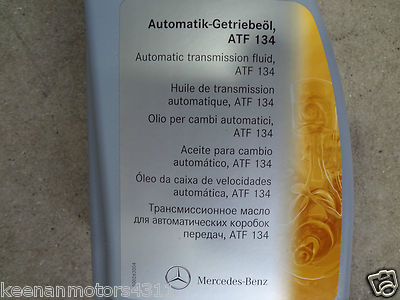 Automatik-Getriebeöl,
ATF 134
Automatic transmission fluid,
ATF 134
Huile de transmission
automatique, ATF 134
Olio per cambi automatici,
ATF 134
Aceite para cambio
automático, ATF 134
Óleo da caixa de velocidades
automática, ATF 134
Трансмиссионное масло
для автоматических коробок
передач, ATF 134
Mercedes-Benz
keenanmotors4317